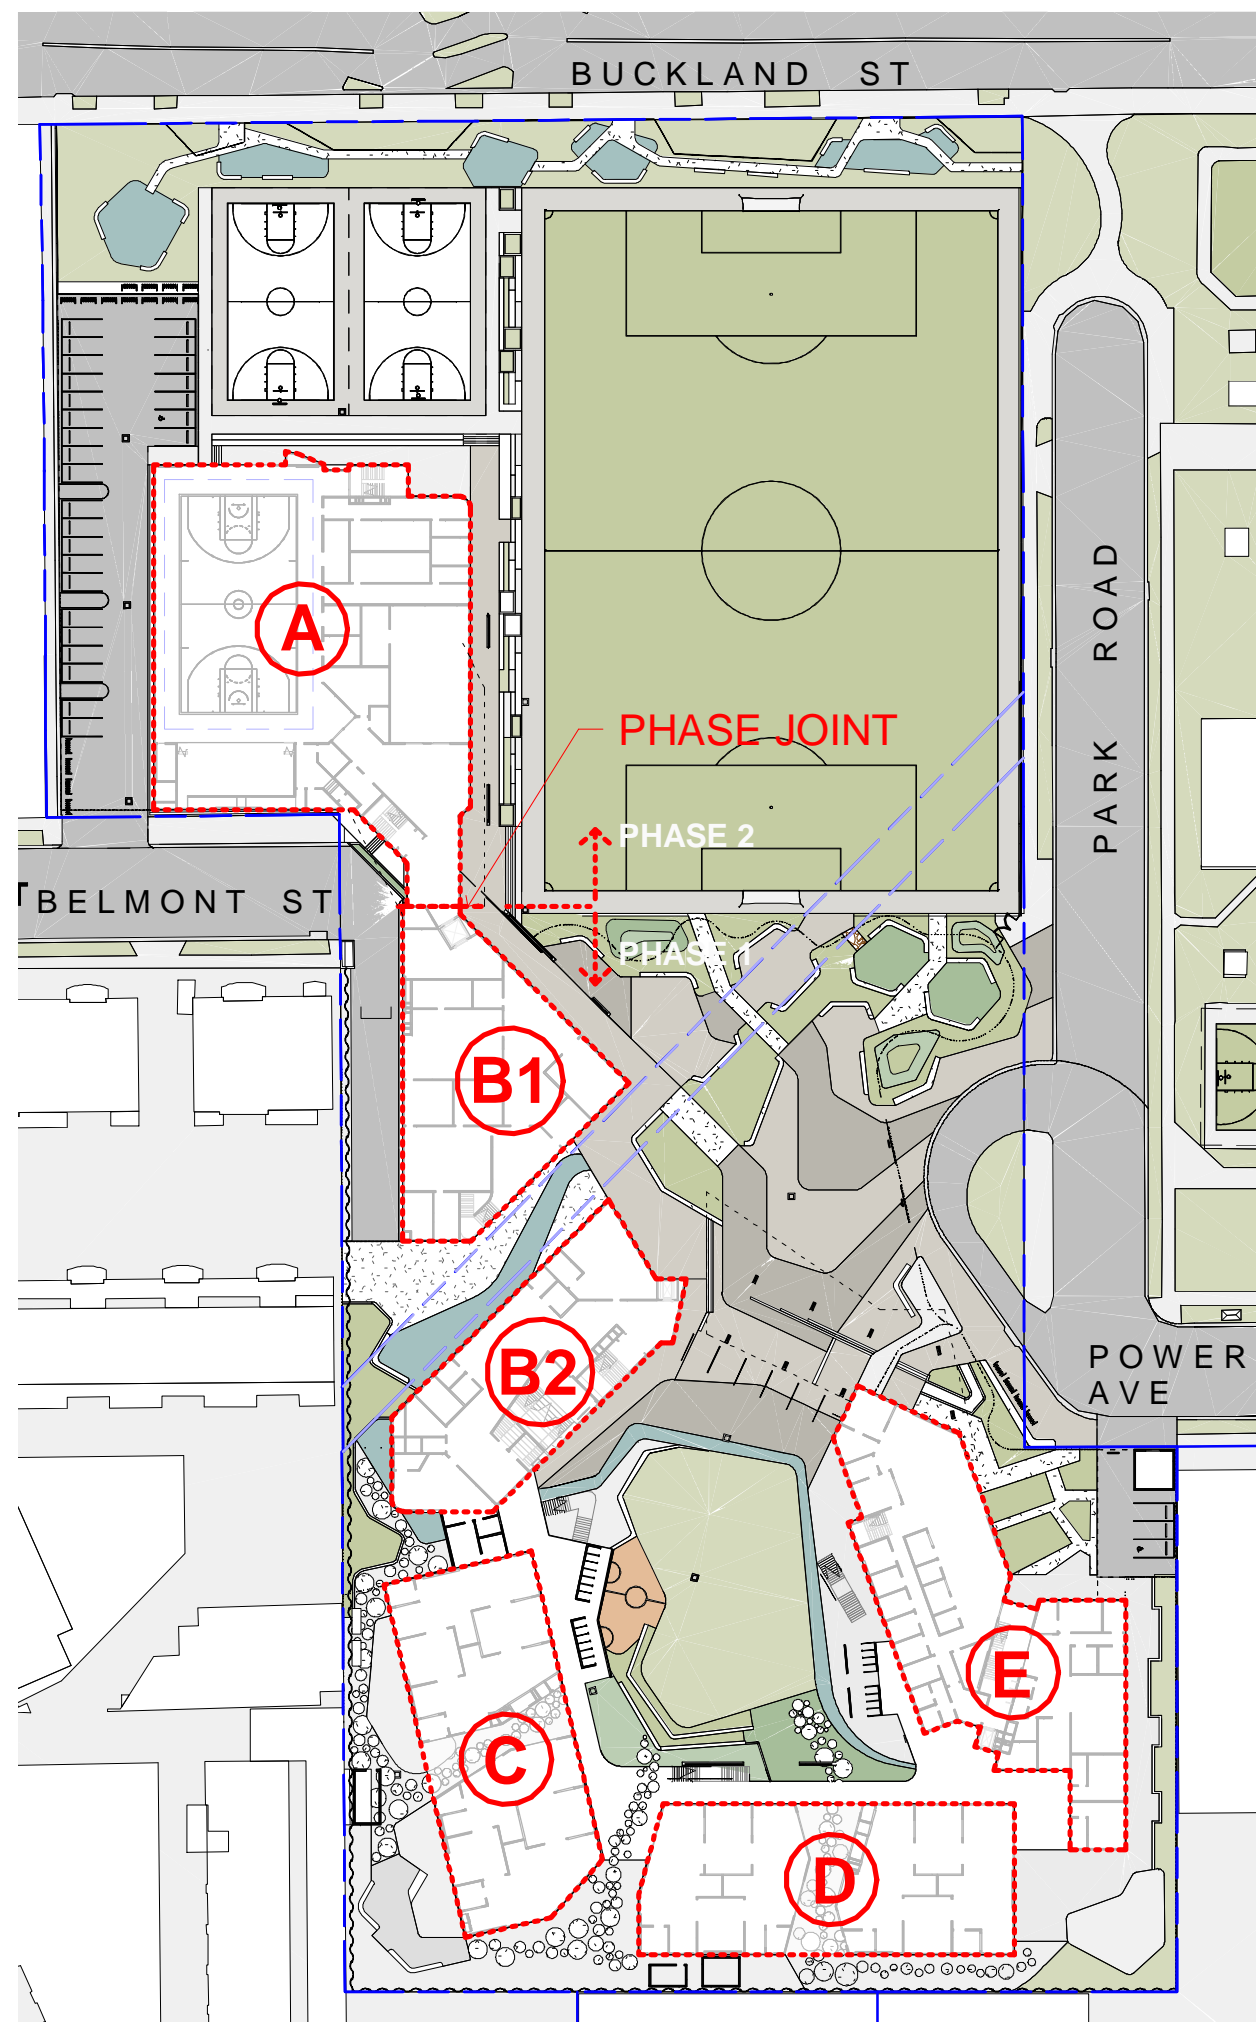 BUCKLAND ST
A
PHASE JOINT
PARK ROAD
PHASE 2
BELMONT ST
PHASE 1
B1
B2
POWER
AVE
E
C
D